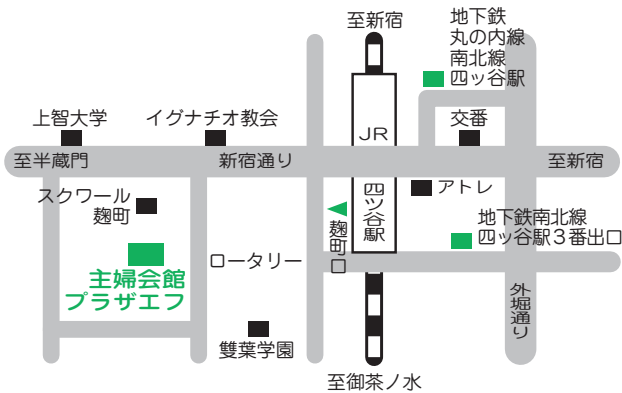 至新宿
地下鉄
丸の内線
南北線
四ッ谷駅
上智大学
イグナチオ教会
JR
交番
至半蔵門
新宿通り
四ツ谷駅
至新宿
スクワール
麹町
アトレ
麹町口
地下鉄南北線
四ッ谷駅3番出口
主婦会館
プラザエフ
ロータリー
外堀通り
雙葉学園
至御茶ノ水